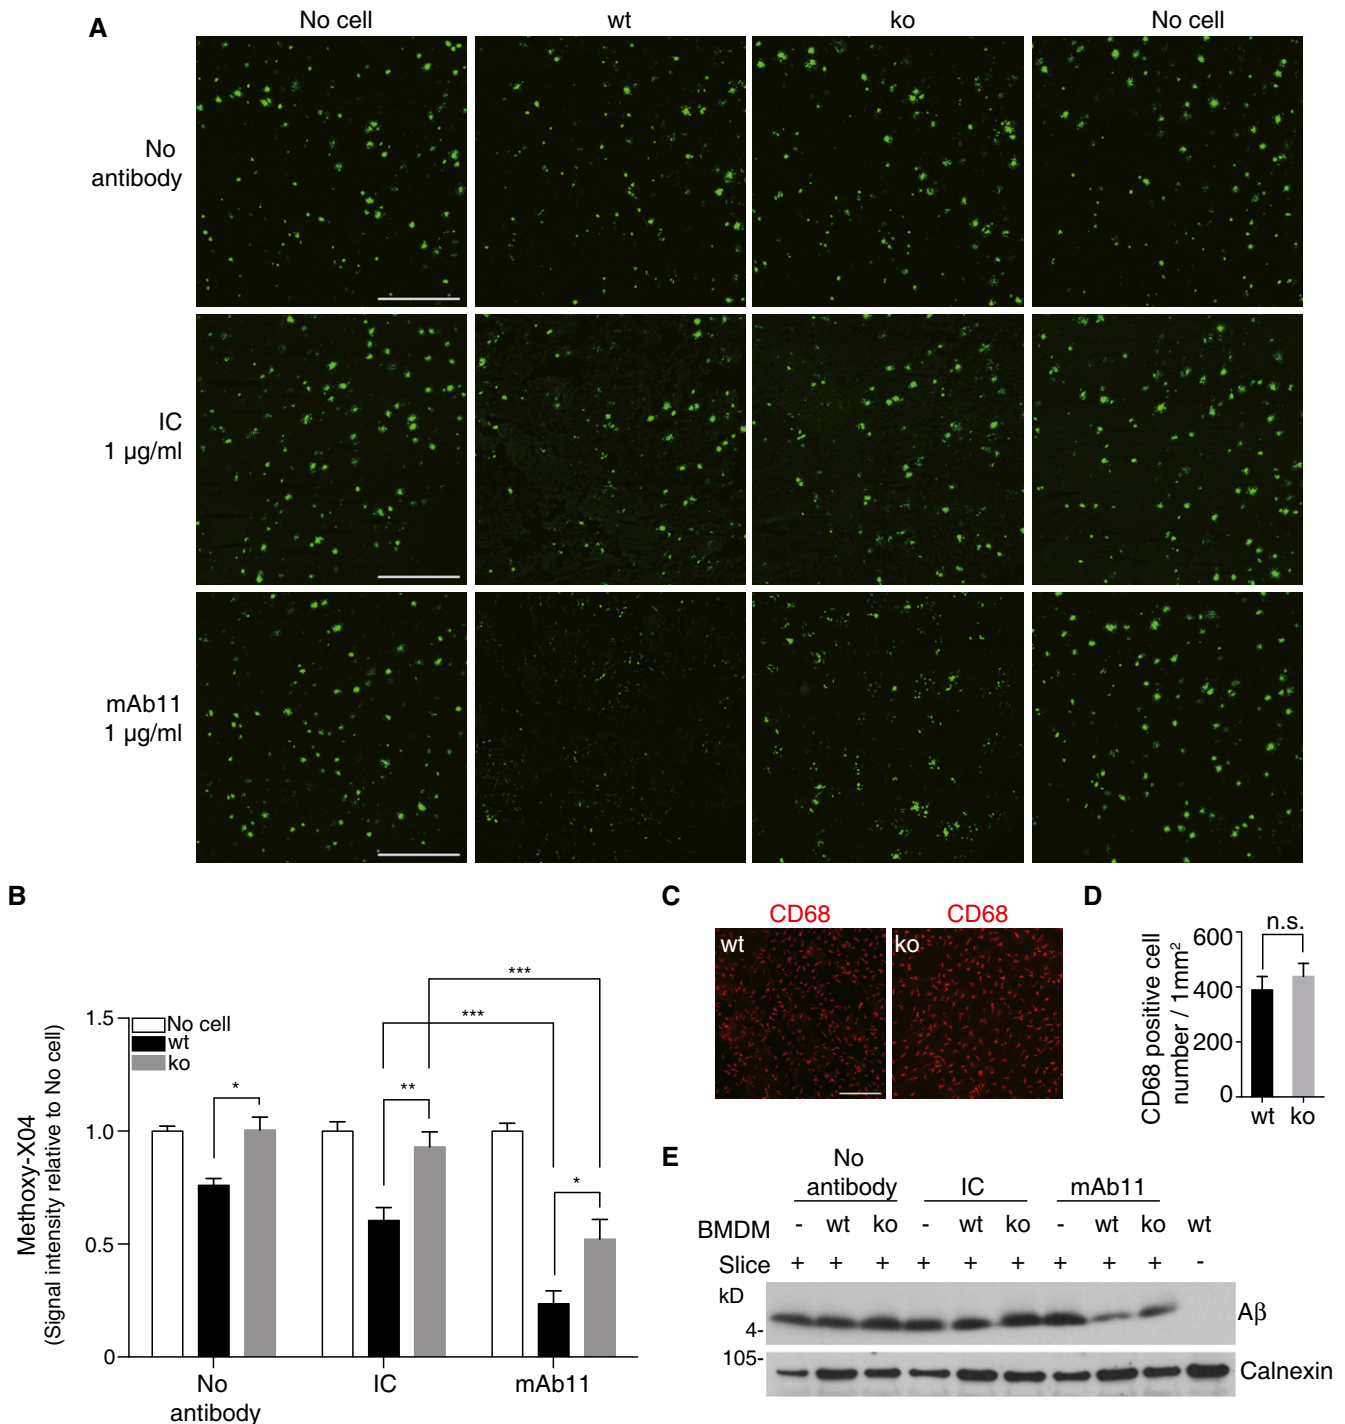 A
No cell
wt
ko
No cell
No
antibody
IC
1 µg/ml
mAb11
1 µg/ml
B
Methoxy-X04
(Signal intensity relative to No cell)
1.5
1.0
0.5
0
No cell
wt
ko
*
**
***
***
*
No
antibody
IC
mAb11
C
CD68
CD68
wt
ko
D
CD68 positive cell
number / 1mm²
600
400
200
0
n.s.
wt
ko
E
No
antibody
IC
mAb11
BMDM - wt ko - wt ko - wt ko wt
Slice + + + + + + + + + -
kD
4-
Aβ
105-
Calnexin